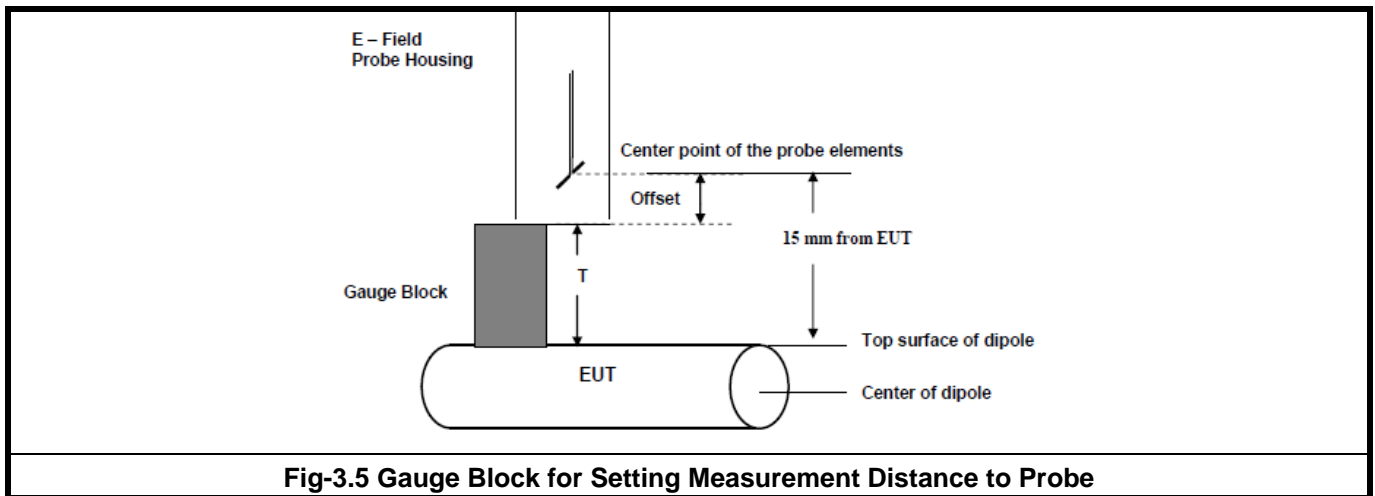 E – Field
Probe Housing
Center point of the probe elements
Offset
15 mm from EUT
T
Gauge Block
Top surface of dipole
EUT
Center of dipole
Fig-3.5 Gauge Block for Setting Measurement Distance to Probe